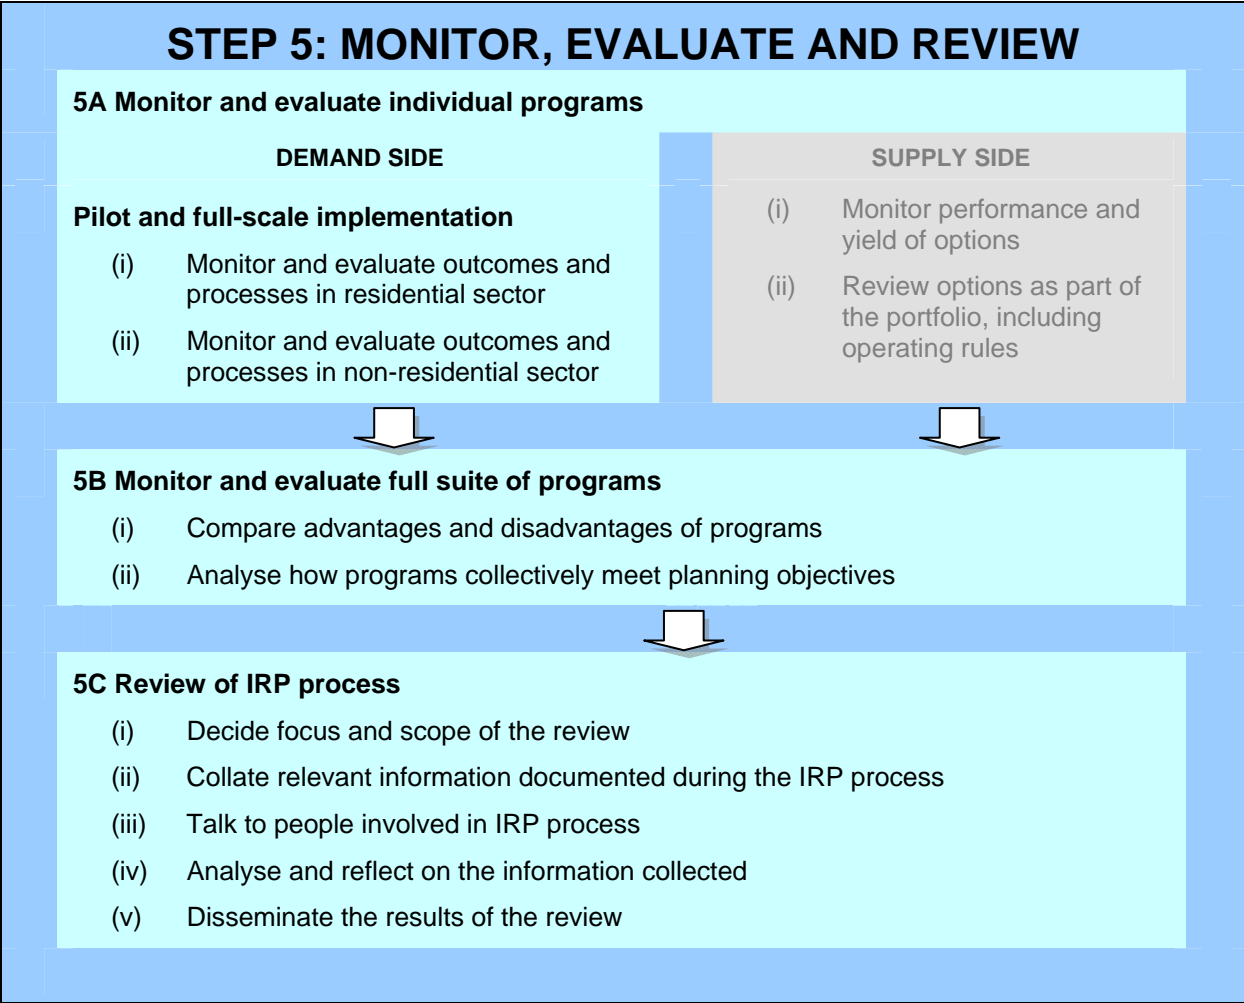 STEP 5: MONITOR, EVALUATE AND REVIEW
5A Monitor and evaluate individual programs
DEMAND SIDE
Pilot and full-scale implementation
(i) Monitor and evaluate outcomes and
processes in residential sector
(ii) Monitor and evaluate outcomes and
processes in non-residential sector
SUPPLY SIDE
(i) Monitor performance and
yield of options
(ii) Review options as part of
the portfolio, including
operating rules
5B Monitor and evaluate full suite of programs
(i) Compare advantages and disadvantages of programs
(ii) Analyse how programs collectively meet planning objectives
5C Review of IRP process
(i) Decide focus and scope of the review
(ii) Collate relevant information documented during the IRP process
(iii) Talk to people involved in IRP process
(iv) Analyse and reflect on the information collected
(v) Disseminate the results of the review